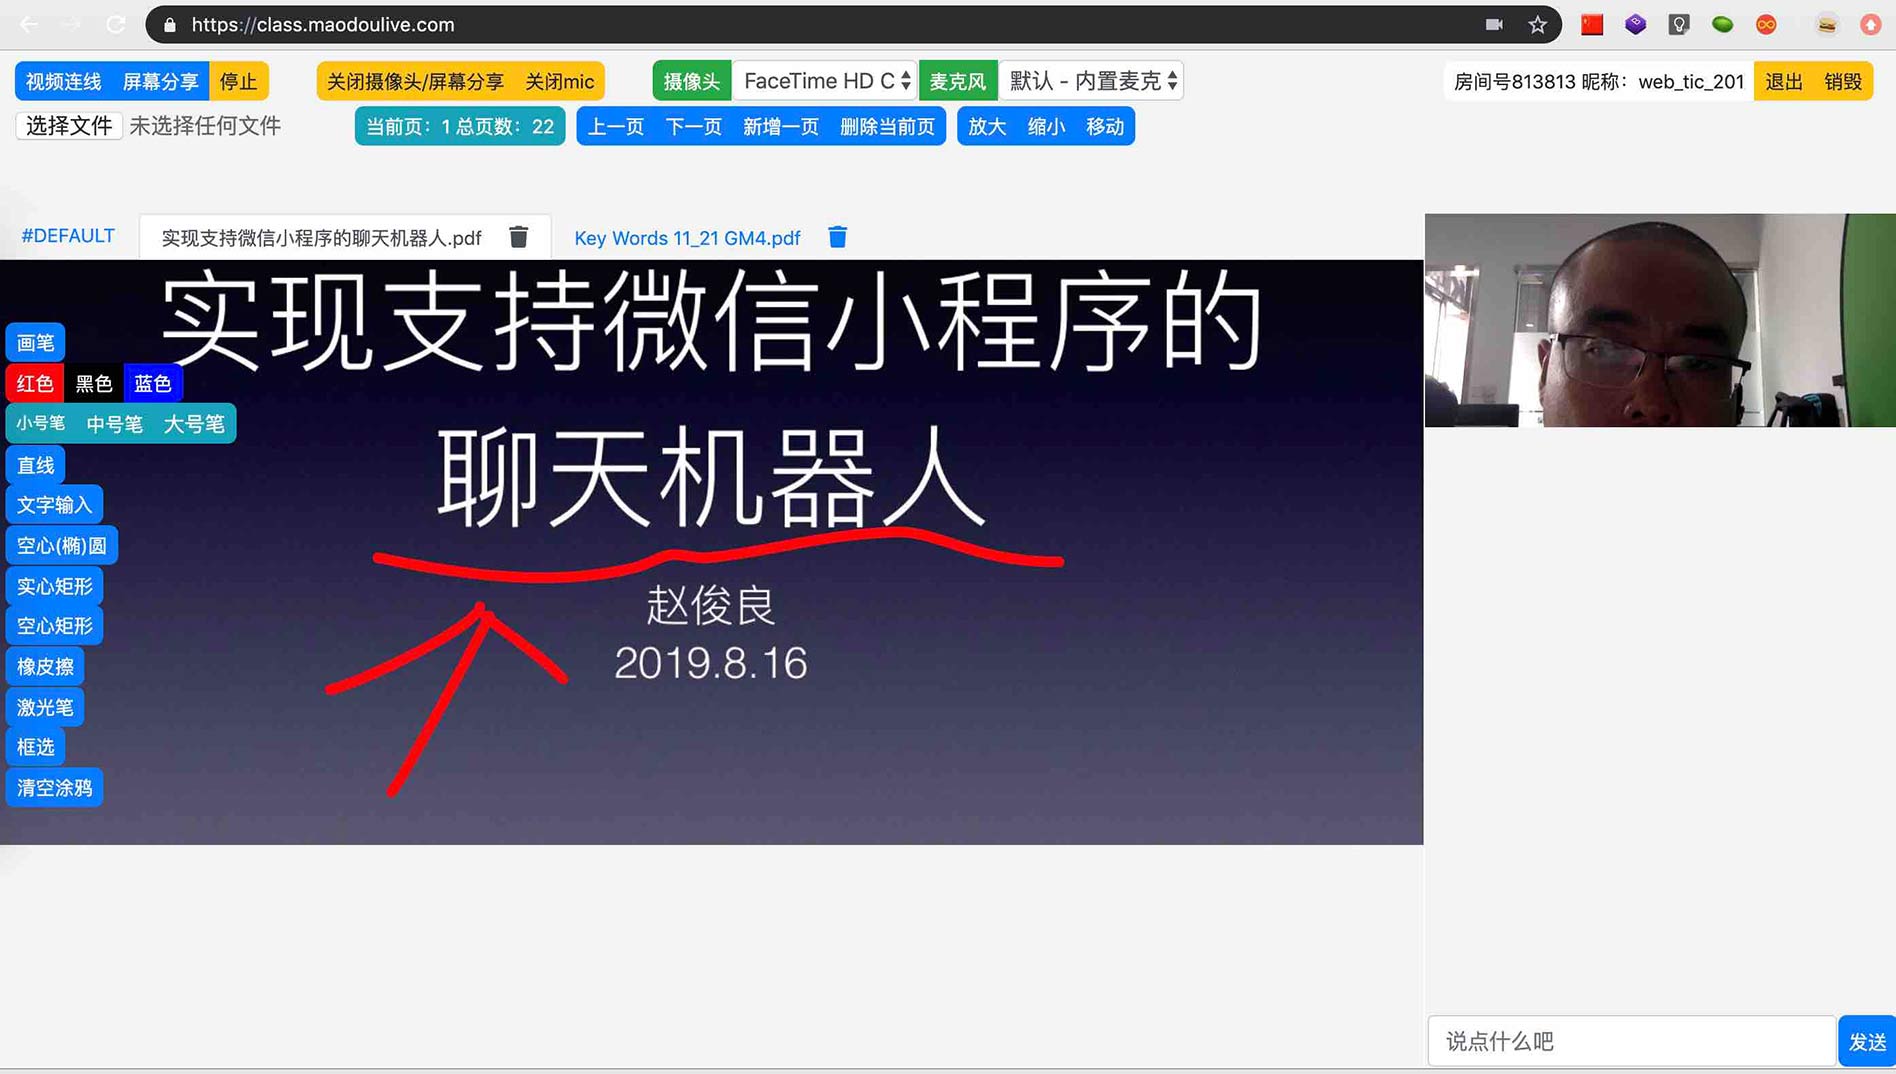 https://class.maodoulive.com
视频连线 屏幕分享 停止 关闭摄像头/屏幕分享 关闭mic 摄像头 FaceTime HD C 麦克风 默认 - 内置麦克 房间号813813 昵称：web_tic_201 退出 销毁
选择文件 未选择任何文件 当前页：1 总页数：22 上一页 下一页 新增一页 删除当前页 放大 缩小 移动
#DEFAULT 实现支持微信小程序的聊天机器人.pdf Key Words 11_21 GM4.pdf
实现支持微信小程序的
聊天机器人
赵俊良
2019.8.16
画笔
红色 黑色 蓝色
小号笔 中号笔 大号笔
直线
文字输入
空心(椭)圆
实心矩形
空心矩形
橡皮擦
激光笔
框选
清空涂鸦
说点什么吧 发送